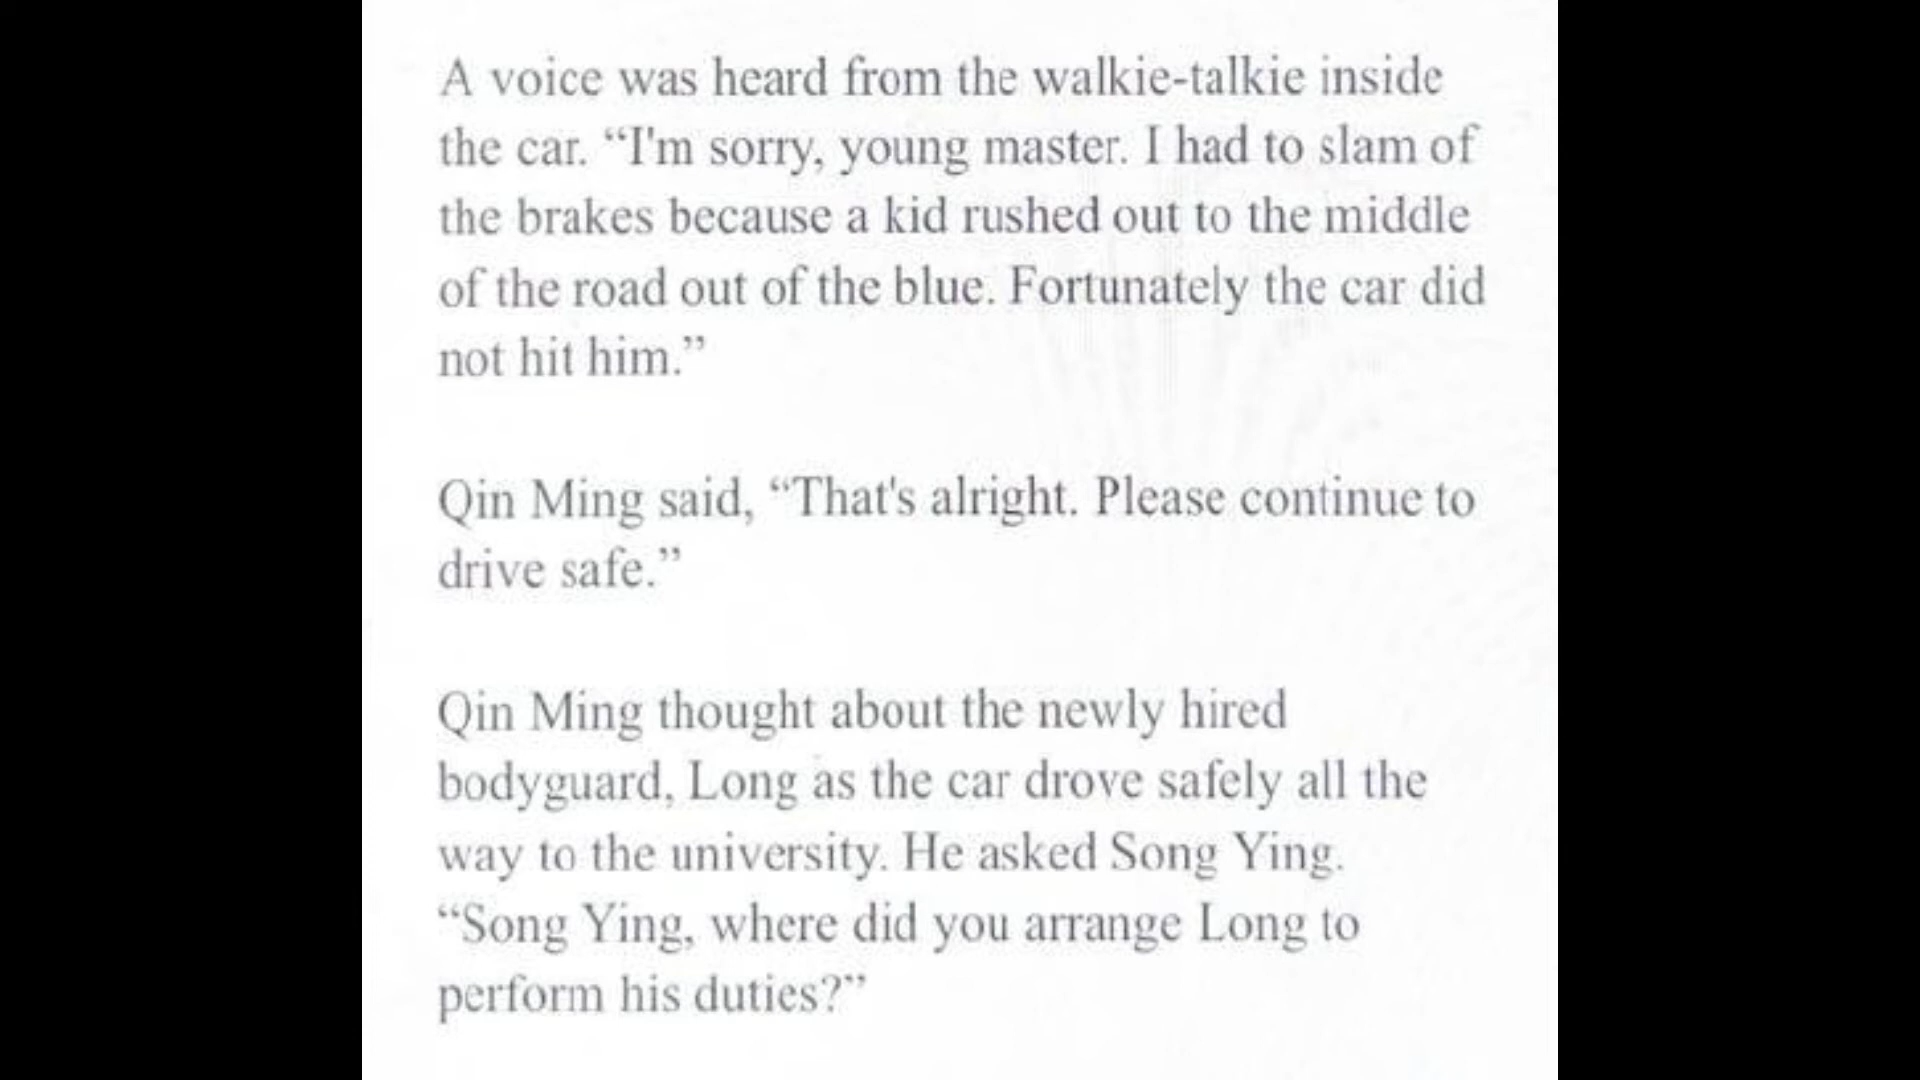 A voice was heard from the walkie-talkie inside
the car. “I'm sorry, young master. I had to slam of
the brakes because a kid rushed out to the middle
of the road out of the blue. Fortunately the car did
not hit him.”
Qin Ming said, “That's alright. Please continue to
drive safe.”
Qin Ming thought about the newly hired
bodyguard, Long as the car drove safely all the
way to the university. He asked Song Ying.
“Song Ying, where did you arrange Long to
perform his duties?”